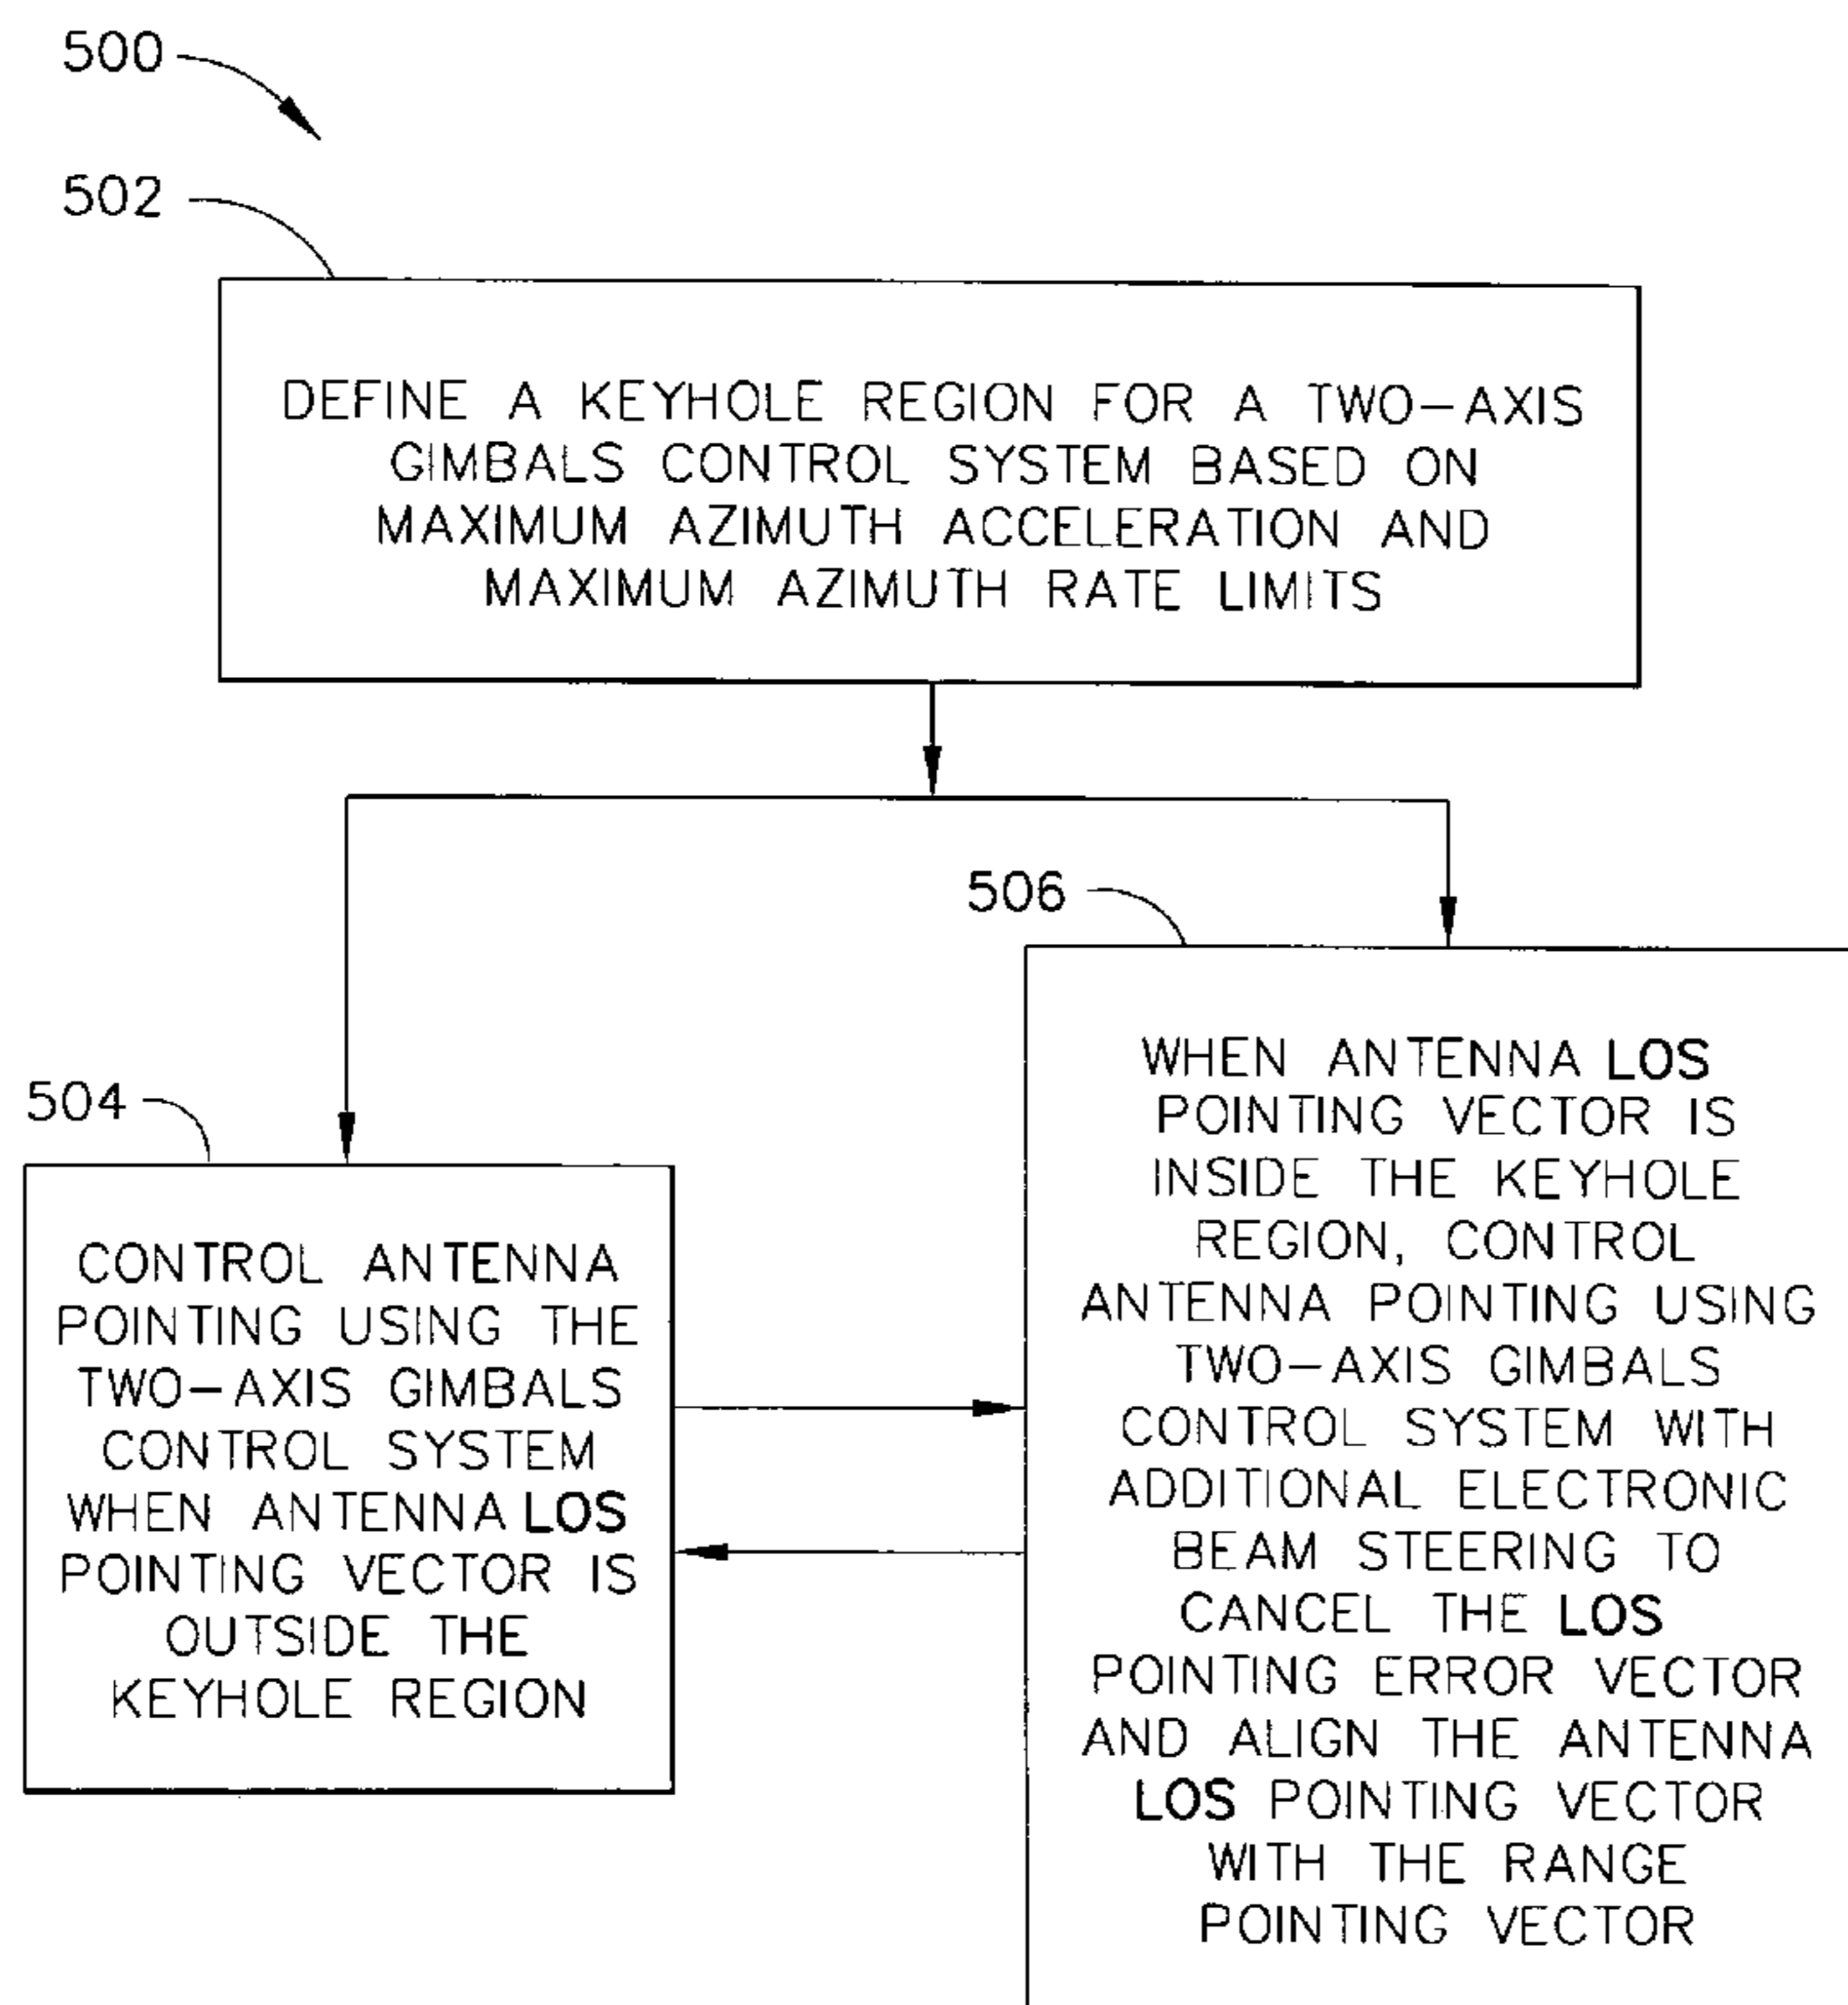 500
502
DEFINE A KEYHOLE REGION FOR A TWO-AXIS
GIMBALS CONTROL SYSTEM BASED ON
MAXIMUM AZIMUTH ACCELERATION AND
MAXIMUM AZIMUTH RATE LIMITS
504
CONTROL ANTENNA
POINTING USING THE
TWO-AXIS GIMBALS
CONTROL SYSTEM
WHEN ANTENNA LOS
POINTING VECTOR IS
OUTSIDE THE
KEYHOLE REGION
506
WHEN ANTENNA LOS
POINTING VECTOR IS
INSIDE THE KEYHOLE
REGION, CONTROL
ANTENNA POINTING USING
TWO-AXIS GIMBALS
CONTROL SYSTEM WITH
ADDITIONAL ELECTRONIC
BEAM STEERING TO
CANCEL THE LOS
POINTING ERROR VECTOR
AND ALIGN THE ANTENNA
LOS POINTING VECTOR
WITH THE RANGE
POINTING VECTOR